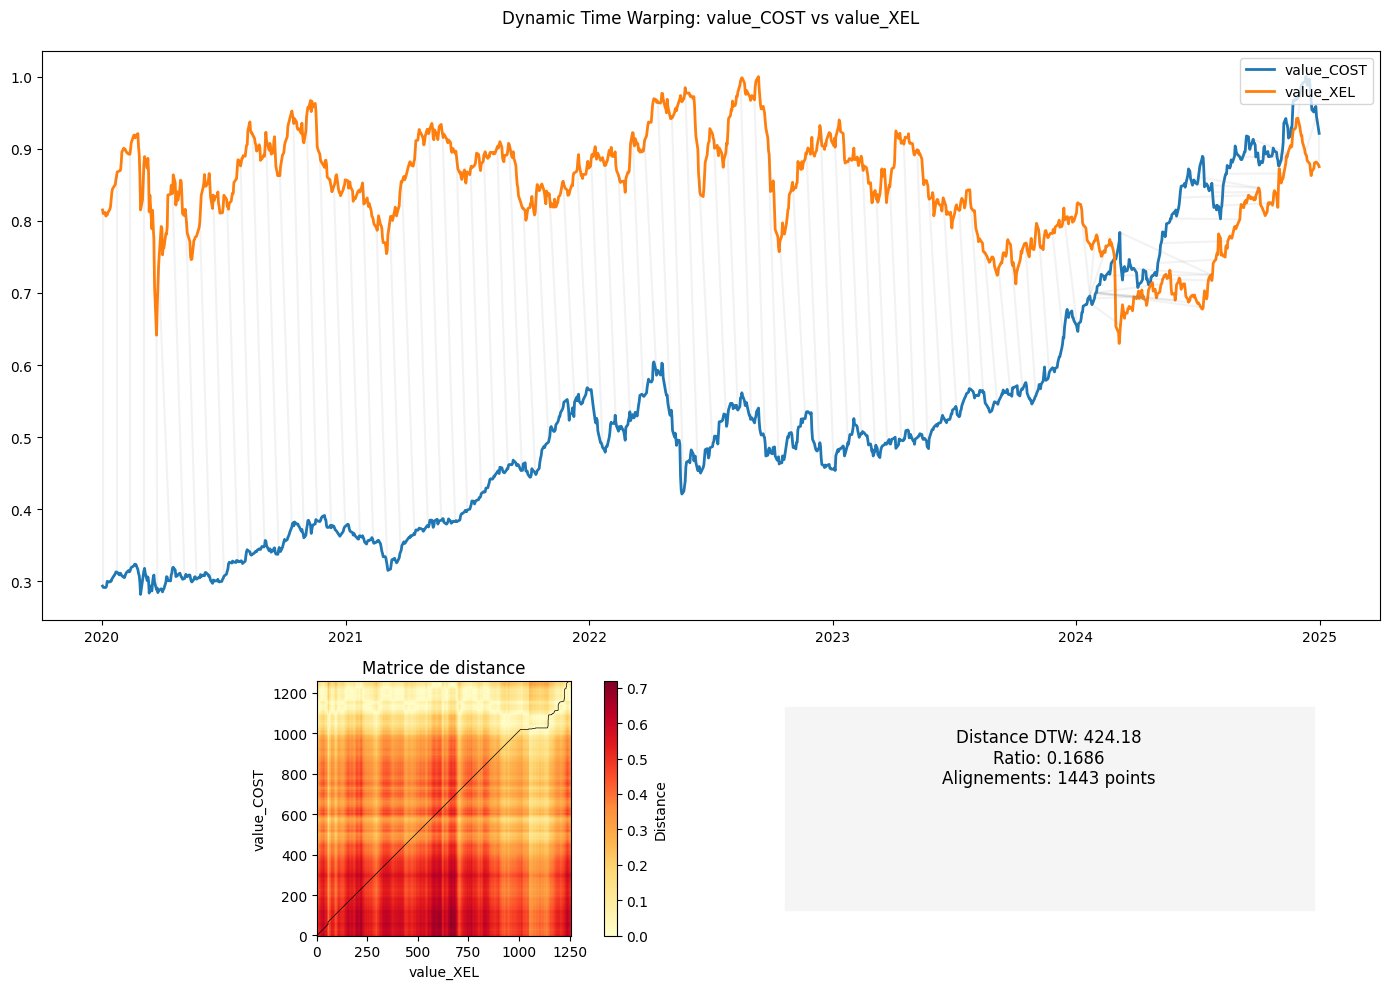 Dynamic Time Warping: value_COST vs value_XEL
value_COST
value_XEL
1.0
0.9
0.8
0.7
0.6
0.5
0.4
0.3
2020 2021 2022 2023 2024 2025
Matrice de distance
value_COST
1200
1000
800
600
400
200
0
0 250 500 750 1000 1250
value_XEL
0.7
0.6
0.5
0.4
0.3
0.2
0.1
0.0
Distance
Distance DTW: 424.18
Ratio: 0.1686
Alignements: 1443 points